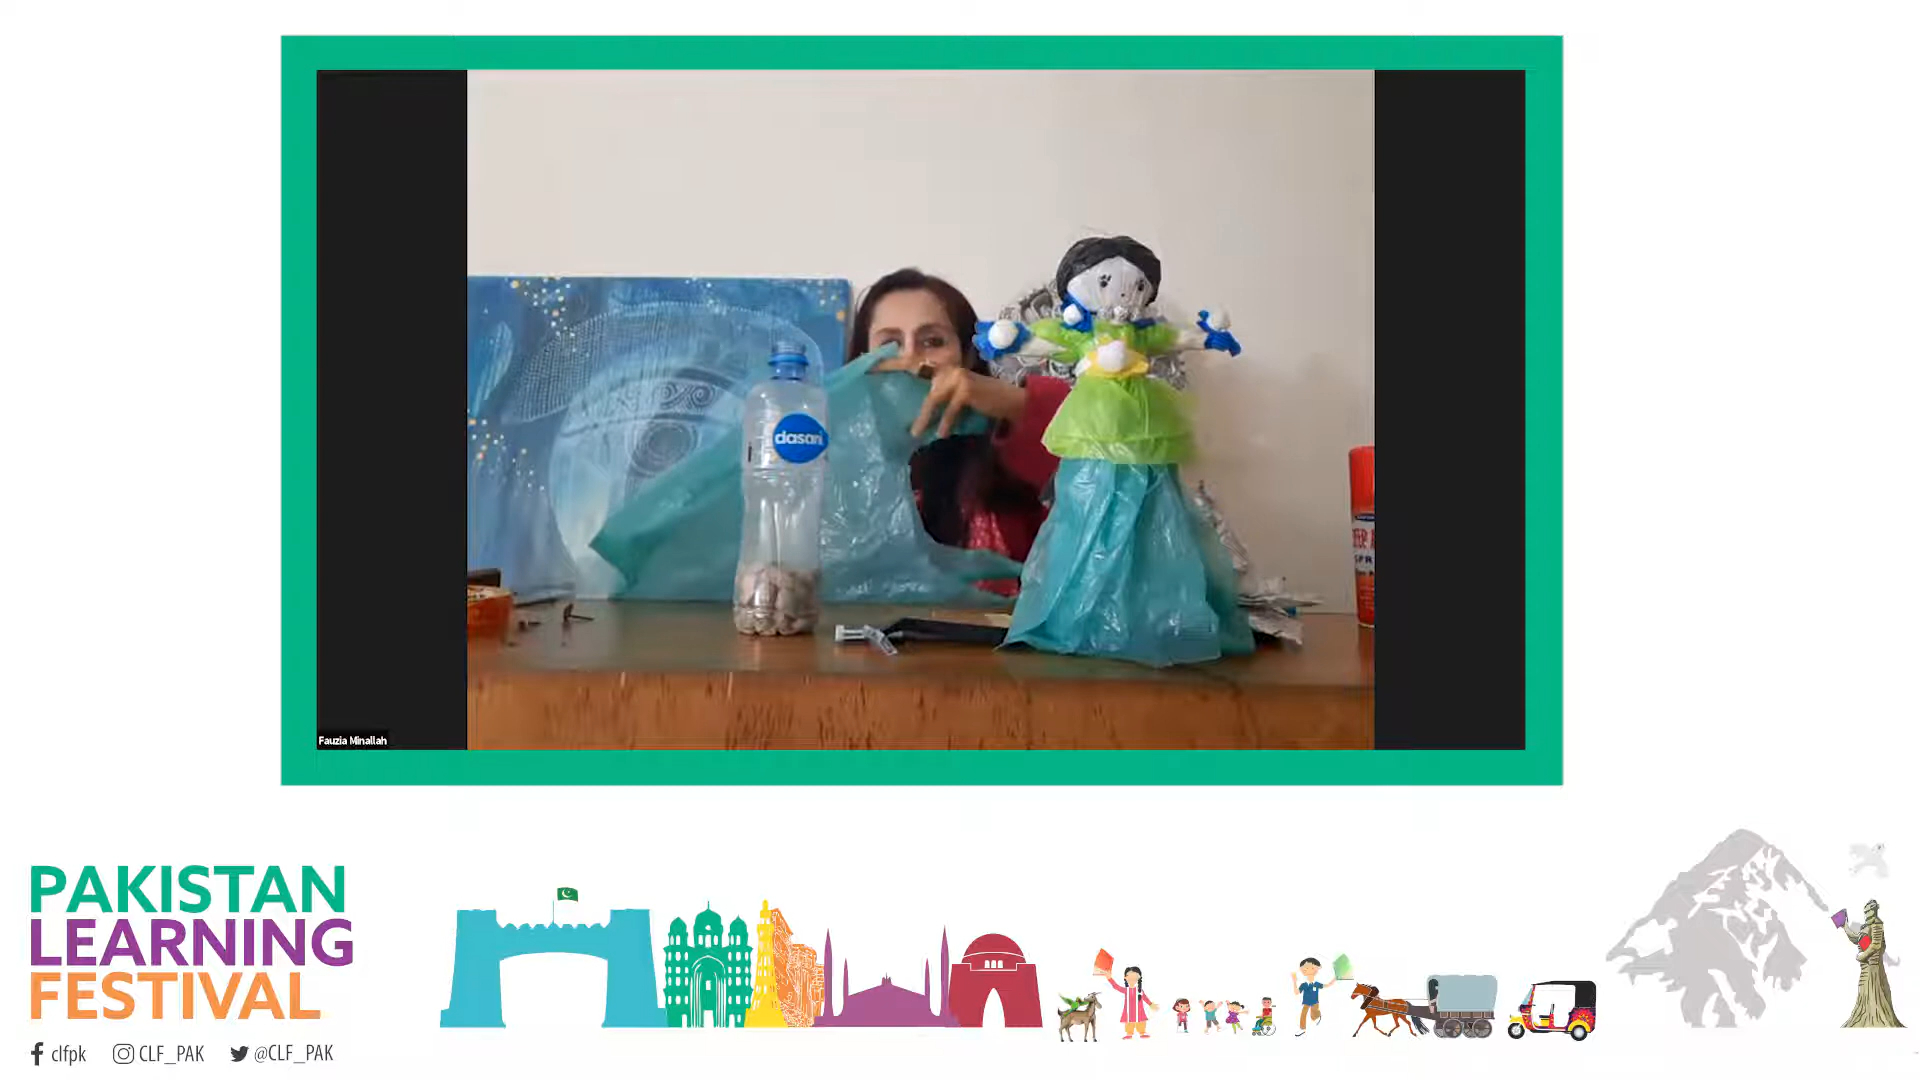 dasani
Fauzia Minallah
PAKISTAN
LEARNING
FESTIVAL
clfpk
CLF_PAK
@CLF_PAK